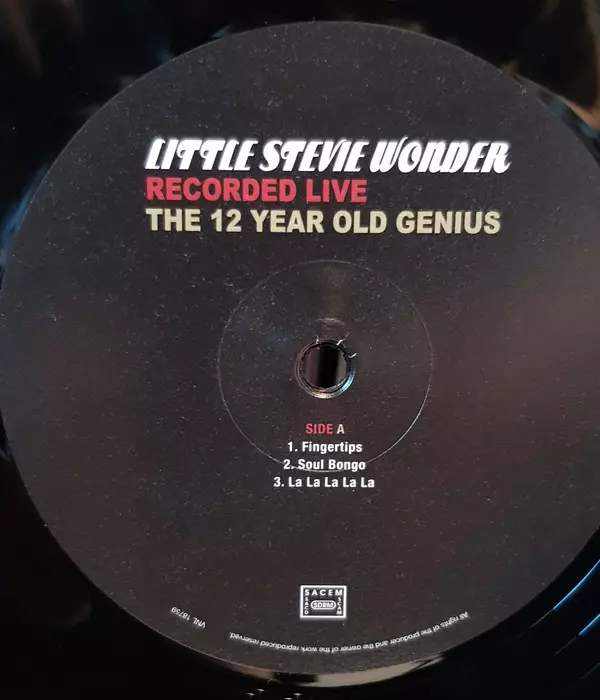 LITTLE STEVIE WONDER
RECORDED LIVE
THE 12 YEAR OLD GENIUS
SIDE A
1. Fingertips
2. Soul Bongo
3. La La La La La
SACEM
SACD
SDRM
SCAM
VNL 18759
All rights of the producer and the owner of the work reproduced reserved.